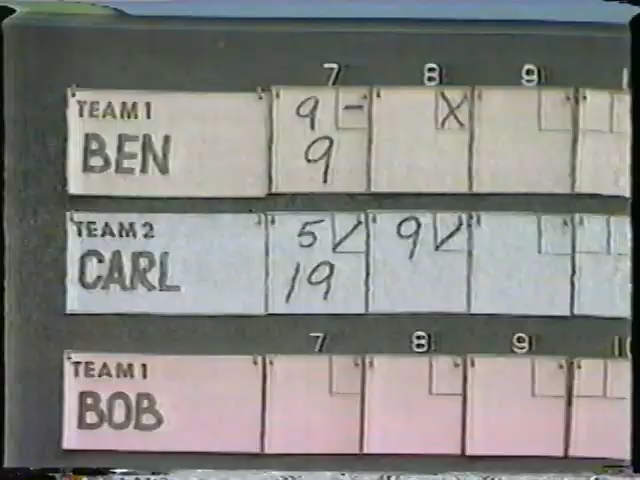 7 8 9
TEAM 1 9 - X
BEN 9
TEAM 2 5 / 9 /
CARL 19
7 8 9
TEAM 1
BOB